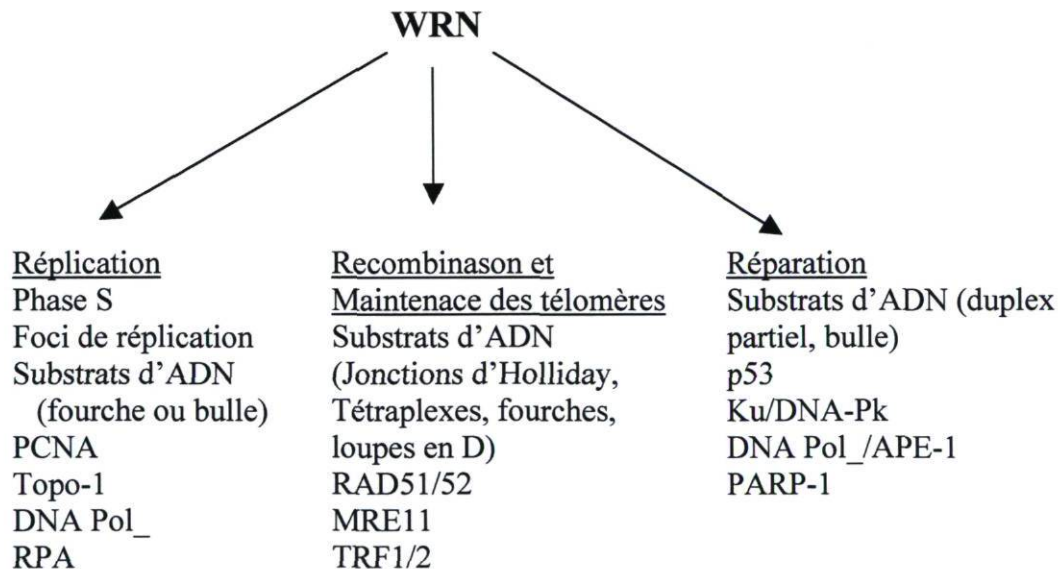 WRN
Réplication
Phase S
Foci de réplication
Substrats d'ADN
(fourche ou bulle)
PCNA
Topo-1
DNA Pol_
RPA
Recombinason et
Maintenace des télomères
Substrats d'ADN
(Jonctions d'Holliday,
Tétraplexes, fourches,
loupes en D)
RAD51/52
MRE11
TRF1/2
Réparation
Substrats d'ADN (duplex
partiel, bulle)
p53
Ku/DNA-Pk
DNA Pol_/APE-1
PARP-1